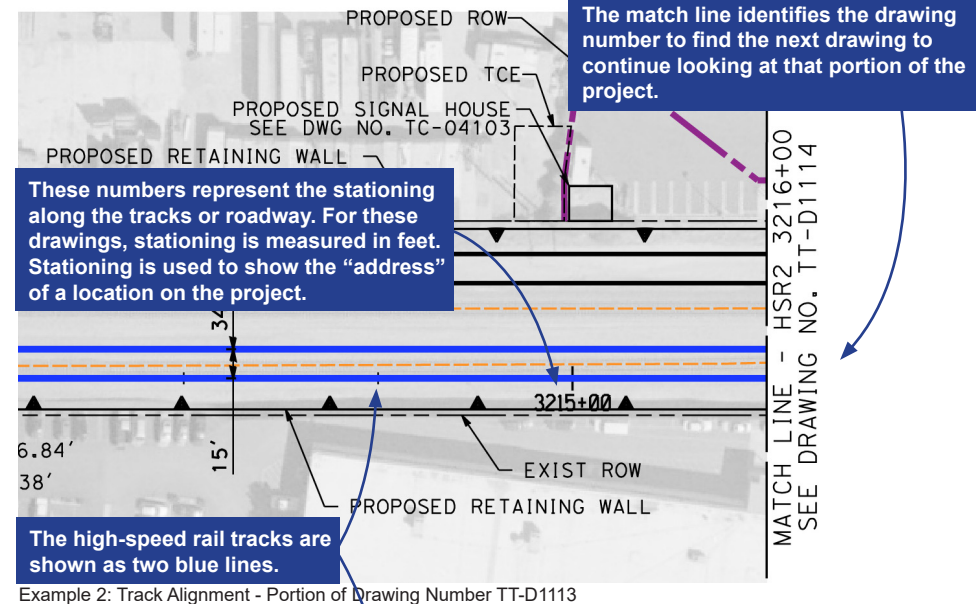 PROPOSED ROW
The match line identifies the drawing
number to find the next drawing to
continue looking at that portion of the
project.
PROPOSED TCE
PROPOSED SIGNAL HOUSE
SEE DWG NO. TC-04103
PROPOSED RETAINING WALL
These numbers represent the stationing
along the tracks or roadway. For these
drawings, stationing is measured in feet.
Stationing is used to show the “address”
of a location on the project.
MATCH LINE - HSR2 3216+00
SEE DRAWING NO. TT-D1114
34
3215+00
6.84'
38'
15'
EXIST ROW
PROPOSED RETAINING WALL
The high-speed rail tracks are
shown as two blue lines.
Example 2: Track Alignment - Portion of Drawing Number TT-D1113